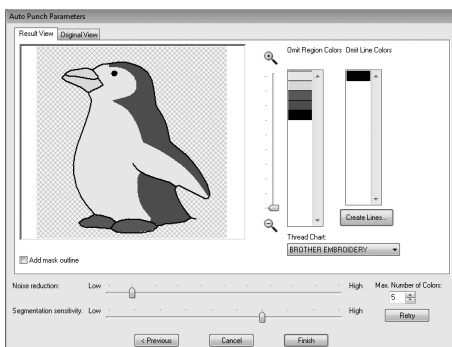 Auto Punch Parameters
Result View Original View
Omit Region Colors Omit Line Colors
Create Lines...
Thread Chart:
BROTHER EMBROIDERY
Add mask outline
Noise reduction: Low High Max. Number of Colors:
5
Segmentation sensitivity: Low High
Retry
< Previous Cancel Finish